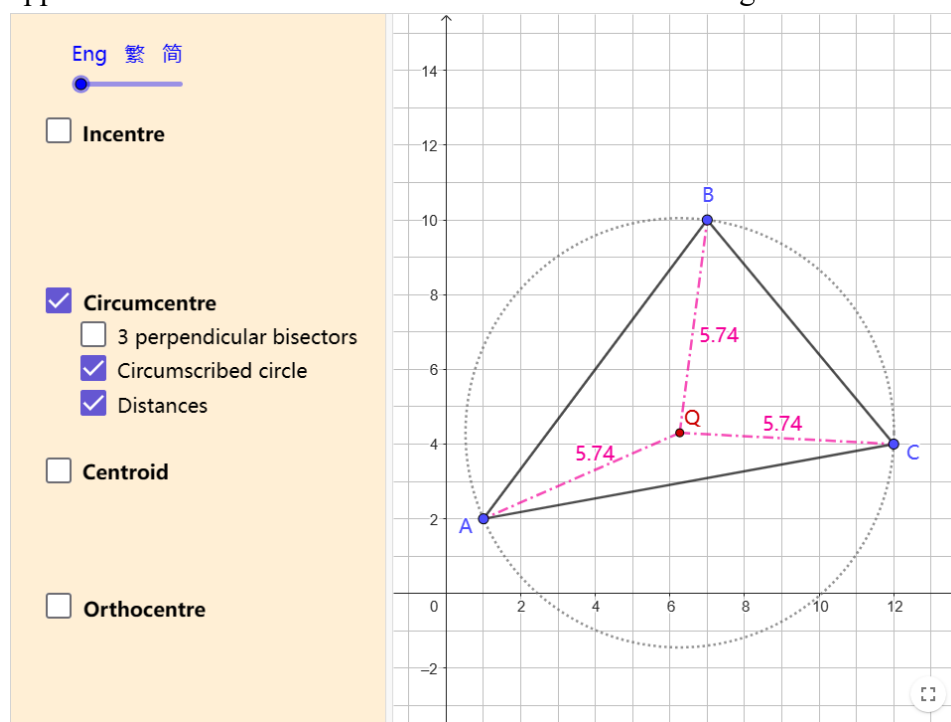 Eng 繁 简
Incentre
Circumcentre
3 perpendicular bisectors
Circumscribed circle
Distances
Centroid
Orthocentre
14
12
B
10
8
5.74
6
Q
5.74
5.74
4
C
2
A
0 2 4 6 8 10 12
−2